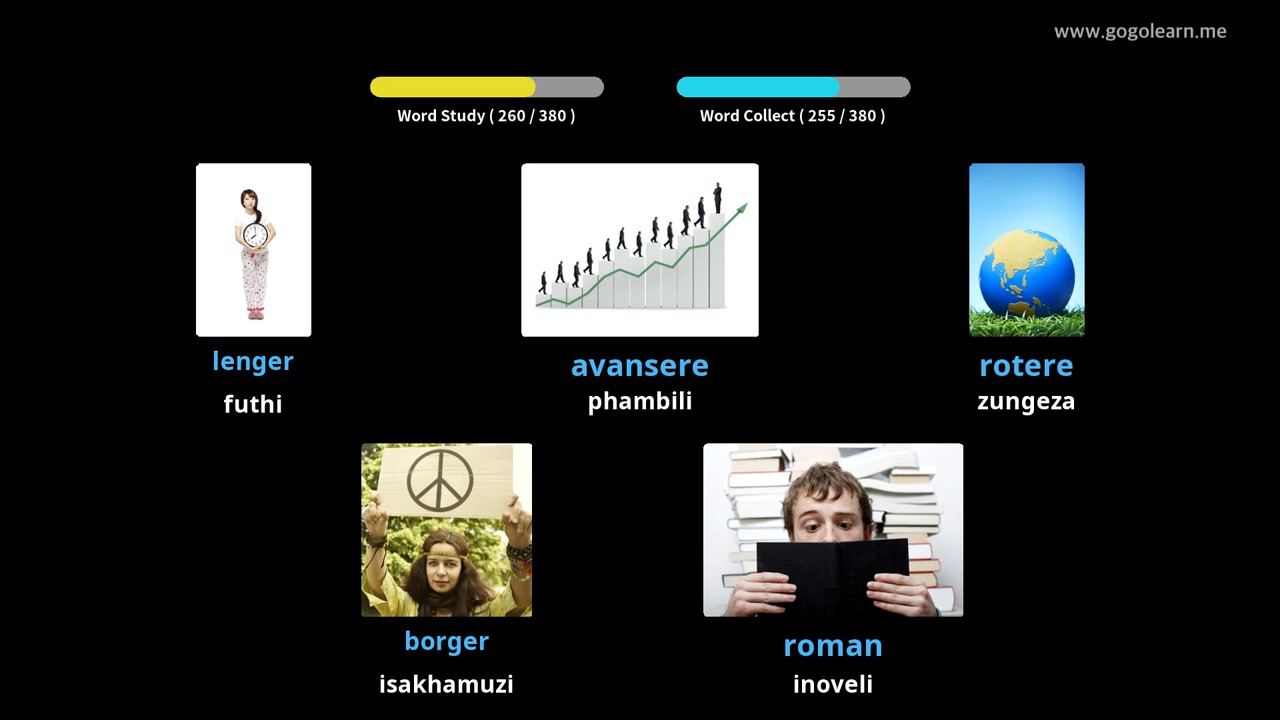 www.gogolearn.me
Word Study ( 260 / 380 )
Word Collect ( 255 / 380 )
lenger
futhi
avansere
phambili
rotere
zungeza
borger
isakhamuzi
roman
inoveli